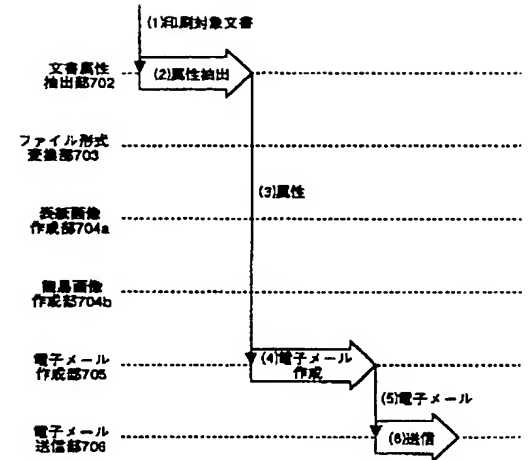 (1)印刷対象文書
文書属性
抽出部702
(2)属性抽出
ファイル形式
変換部703
(3)属性
表紙画像
作成部704a
簡易画像
作成部704b
電子メール
作成部705
(4)電子メール
作成
(5)電子メール
電子メール
送信部706
(6)送信